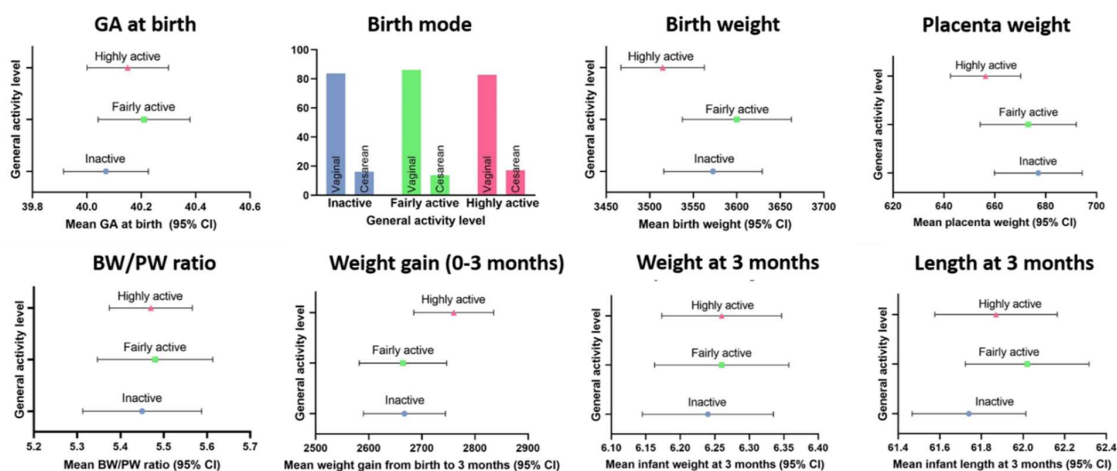 GA at birth
General activity level
Highly active
Fairly active
Inactive
39.8 40.0 40.2 40.4 40.6
Mean GA at birth (95% CI)
Birth mode
100
80
60
40
20
0
Vaginal
Cesarean
Vaginal
Cesarean
Vaginal
Cesarean
Inactive Fairly active Highly active
General activity level
Birth weight
General activity level
Highly active
Fairly active
Inactive
3450 3500 3550 3600 3650 3700
Mean birth weight (95% CI)
Placenta weight
General activity level
Highly active
Fairly active
Inactive
620 640 660 680 700
Mean placenta weight (95% CI)
BW/PW ratio
General activity level
Highly active
Fairly active
Inactive
5.2 5.3 5.4 5.5 5.6 5.7
Mean BW/PW ratio (95% CI)
Weight gain (0-3 months)
General activity level
Highly active
Fairly active
Inactive
2500 2600 2700 2800 2900
Mean weight gain from birth to 3 months (95% CI)
Weight at 3 months
General activity level
Highly active
Fairly active
Inactive
6.10 6.15 6.20 6.25 6.30 6.35 6.40
Mean infant weight at 3 months (95% CI)
Length at 3 months
General activity level
Highly active
Fairly active
Inactive
61.4 61.6 61.8 62.0 62.2 62.4
Mean infant length at 3 months (95% CI)